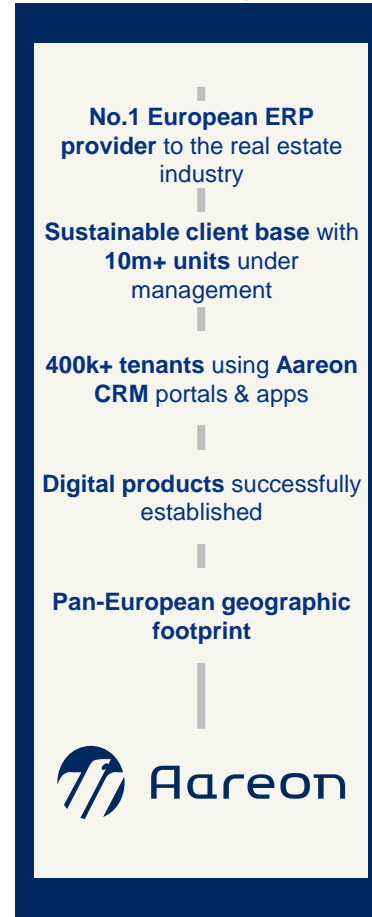 No.1 European ERP
provider to the real estate
industry
Sustainable client base with
10m+ units under
management
400k+ tenants using Aareon
CRM portals & apps
Digital products successfully
established
Pan-European geographic
footprint
Aareon